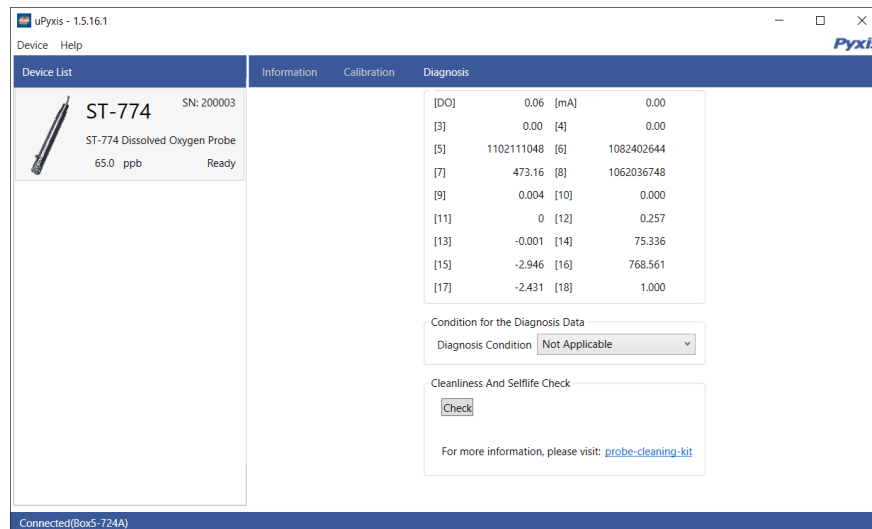 uPyxis - 1.5.16.1
Device Help
Device List
Information Calibration Diagnosis
ST-774 SN: 200003
ST-774 Dissolved Oxygen Probe
65.0 ppb Ready
[DO] 0.06 [mA] 0.00
[3] 0.00 [4] 0.00
[5] 1102111048 [6] 1082402644
[7] 473.16 [8] 1062036748
[9] 0.004 [10] 0.000
[11] 0 [12] 0.257
[13] -0.001 [14] 75.336
[15] -2.946 [16] 768.561
[17] -2.431 [18] 1.000
Condition for the Diagnosis Data
Diagnosis Condition Not Applicable
Cleanliness And Selflife Check
Check
For more information, please visit: probe-cleaning-kit
Connected(Box5-724A)